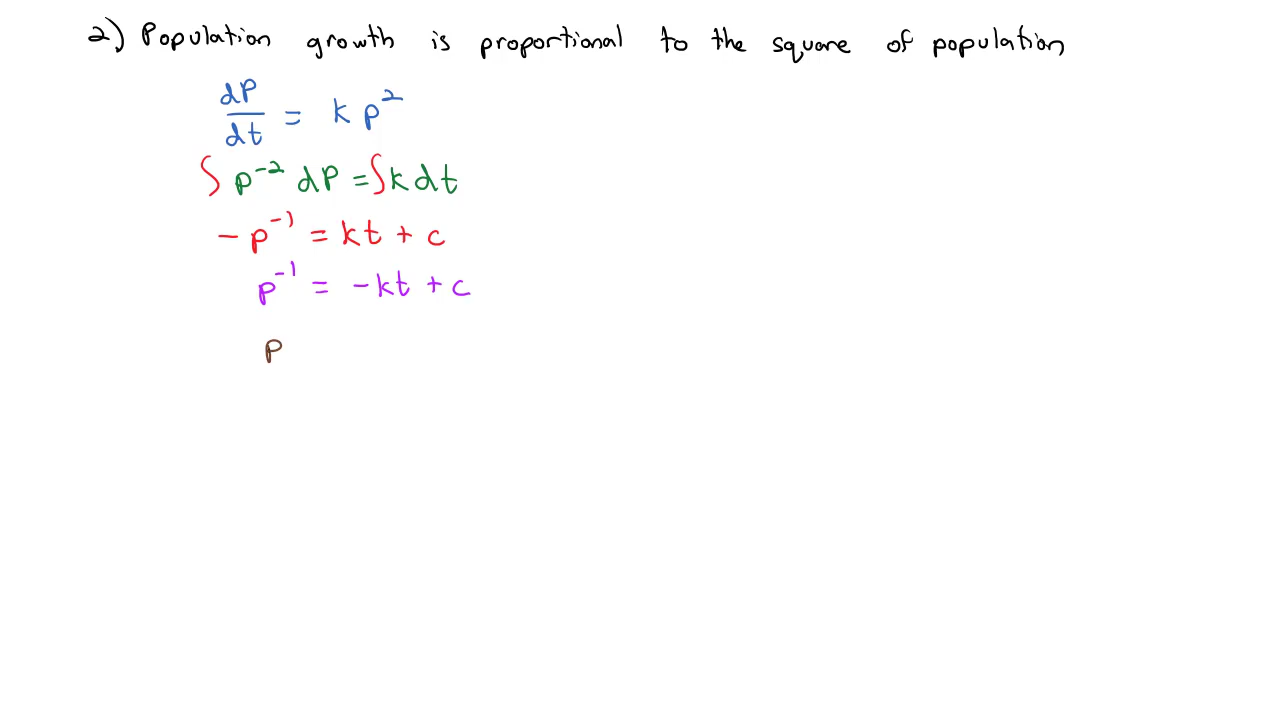 2) Population growth is proportional to the square of population
dP/dt = k P²
∫ P⁻² dP = ∫ k dt
- P⁻¹ = kt + c
P⁻¹ = -kt + c
P